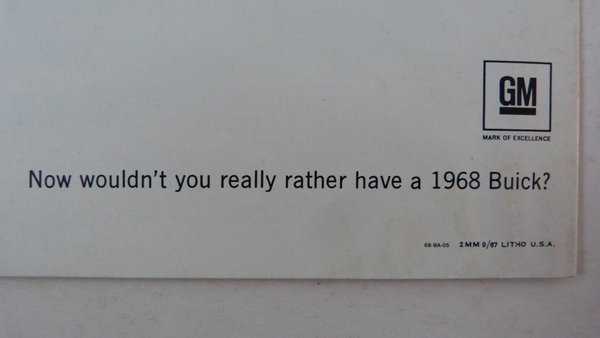 GM
MARK OF EXCELLENCE
Now wouldn't you really rather have a 1968 Buick?
68-BA-05 2MM 9/67 LITHO U.S.A.